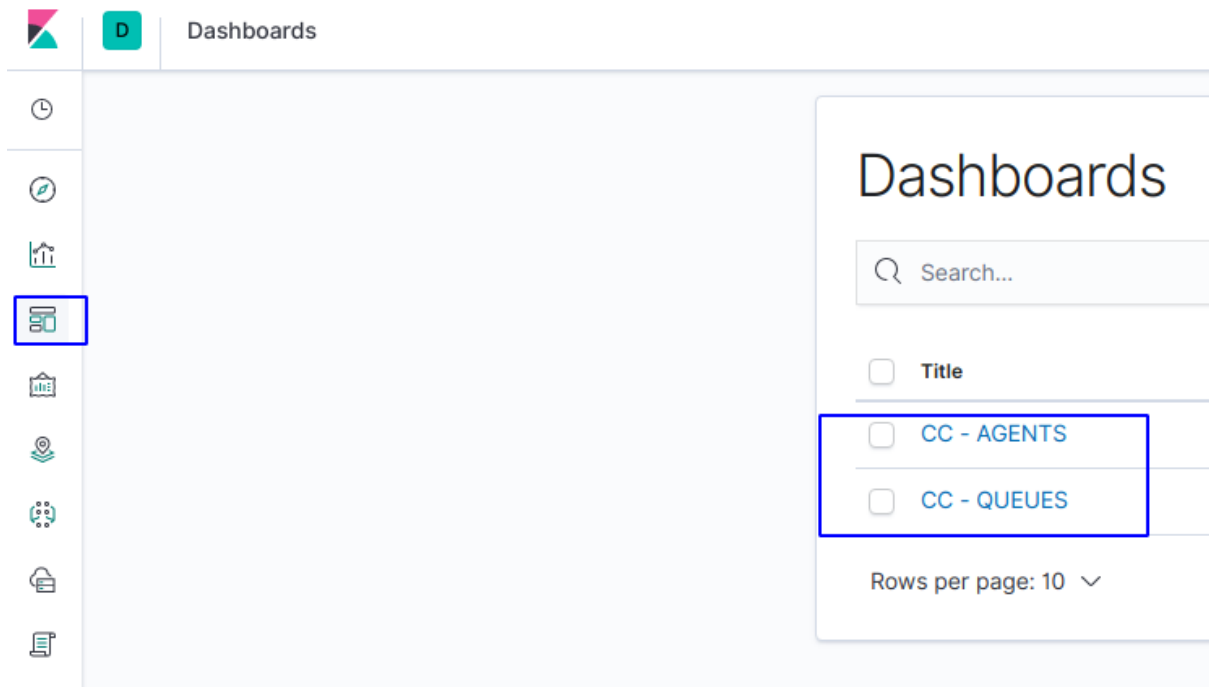 D Dashboards
Dashboards
Search...
Title
CC - AGENTS
CC - QUEUES
Rows per page: 10